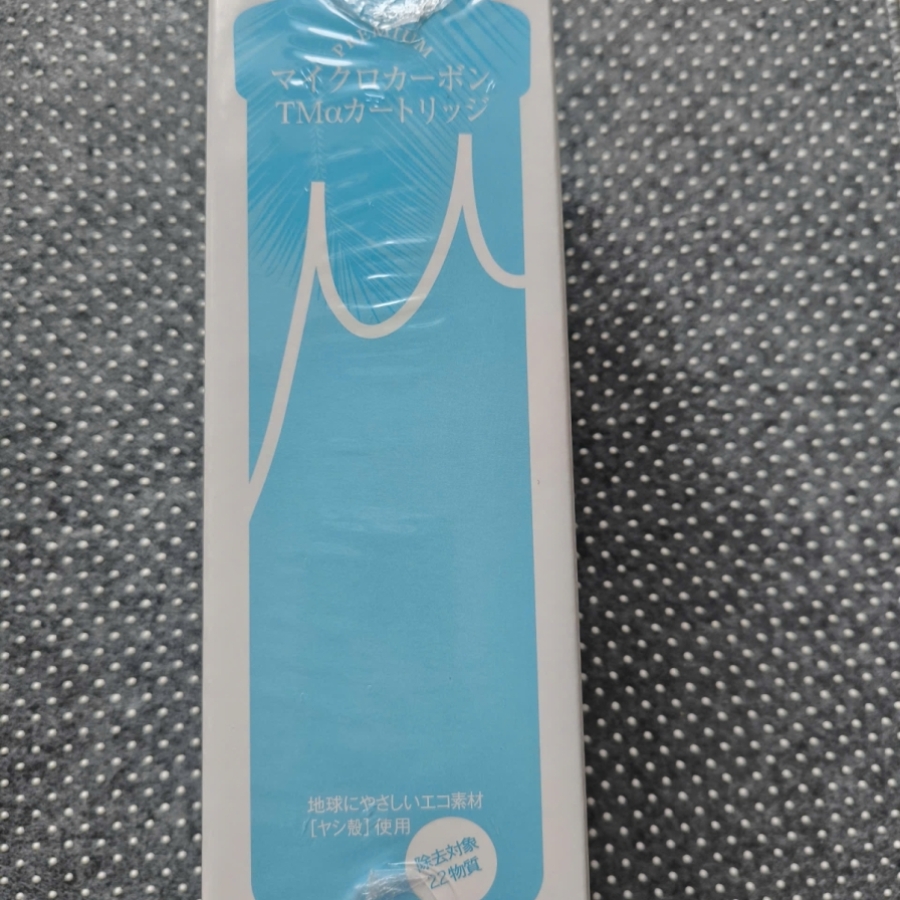 PREMIUM
マイクロカーボン
TMαカートリッジ
地球にやさしいエコ素材
[ヤシ殻]使用
除去対象
22物質